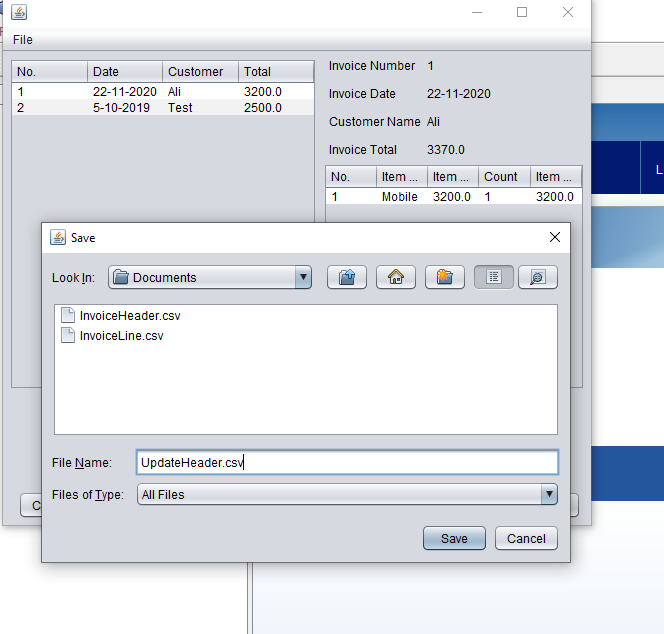 File
No. Date Customer Total
1 22-11-2020 Ali 3200.0
2 5-10-2019 Test 2500.0
Invoice Number 1
Invoice Date 22-11-2020
Customer Name Ali
Invoice Total 3370.0
No. Item ... Item ... Count Item ...
1 Mobile 3200.0 1 3200.0
L
Save
Look In: Documents
InvoiceHeader.csv
InvoiceLine.csv
File Name: UpdateHeader.csv
Files of Type: All Files
C
Save Cancel